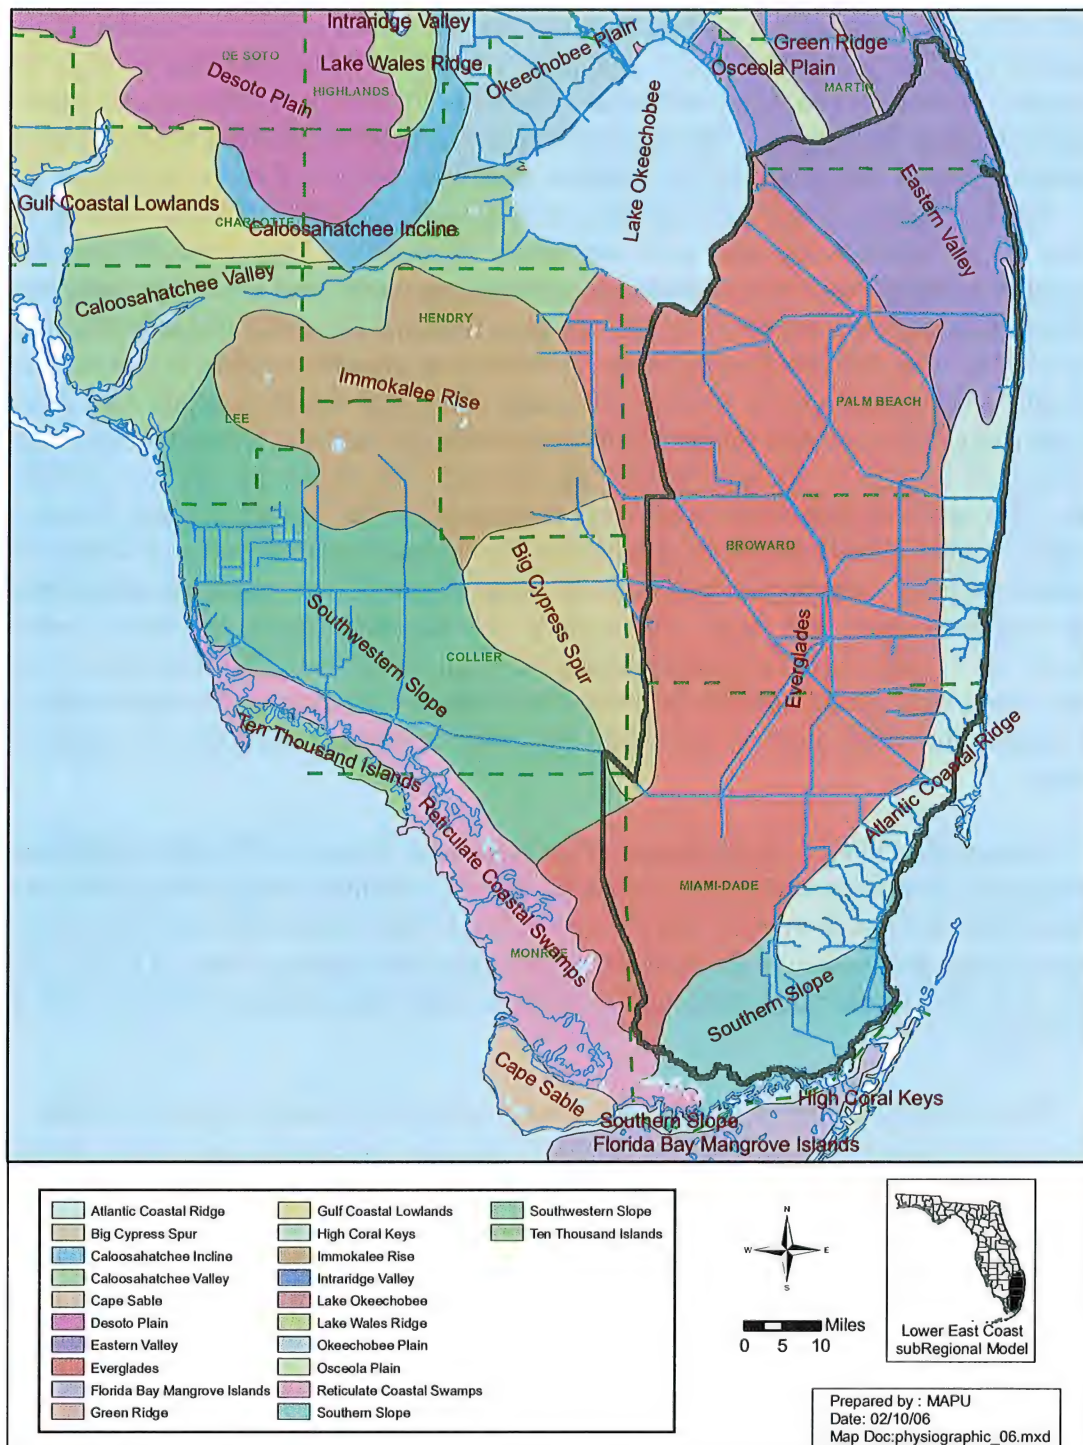 Intraridge Valley
Green Ridge
DE SOTO
Okeechobee Plain
Lake Wales Ridge
Osceola Plain
Desoto Plain
HIGHLANDS
MARTIN
Lake Okeechobee
Eastern Valley
Gulf Coastal Lowlands
CHARLOTTE
Caloosahatchee Incline
Caloosahatchee Valley
HENDRY
Immokalee Rise
PALM BEACH
LEE
BROWARD
Big Cypress Spur
Southwestern Slope
COLLIER
Everglades
Ten Thousand Islands
Atlantic Coastal Ridge
Reticulate Coastal Swamps
MIAMI-DADE
MONROE
Southern Slope
Cape Sable
High Coral Keys
Southern Slope
Florida Bay Mangrove Islands
Atlantic Coastal Ridge
Big Cypress Spur
Caloosahatchee Incline
Caloosahatchee Valley
Cape Sable
Desoto Plain
Eastern Valley
Everglades
Florida Bay Mangrove Islands
Green Ridge
Gulf Coastal Lowlands
High Coral Keys
Immokalee Rise
Intraridge Valley
Lake Okeechobee
Lake Wales Ridge
Okeechobee Plain
Osceola Plain
Reticulate Coastal Swamps
Southern Slope
Southwestern Slope
Ten Thousand Islands
N
W E
S
Miles
0 5 10
Lower East Coast
subRegional Model
Prepared by : MAPU
Date: 02/10/06
Map Doc:physiographic_06.mxd